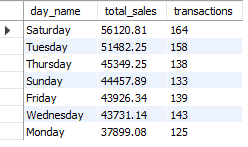 day_name total_sales transactions
Saturday 56120.81 164
Tuesday 51482.25 158
Thursday 45349.25 138
Sunday 44457.89 133
Friday 43926.34 139
Wednesday 43731.14 143
Monday 37899.08 125